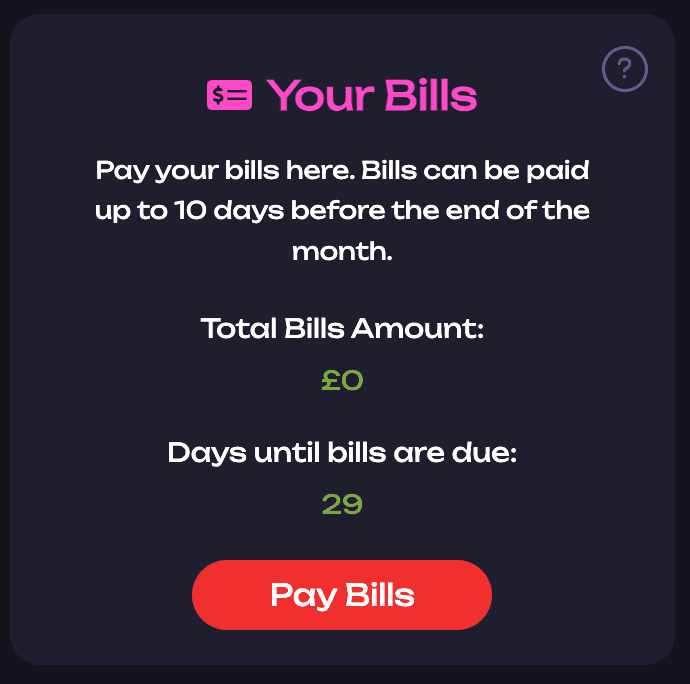 $
Your Bills
?
Pay your bills here. Bills can be paid
up to 10 days before the end of the
month.
Total Bills Amount:
£0
Days until bills are due:
29
Pay Bills